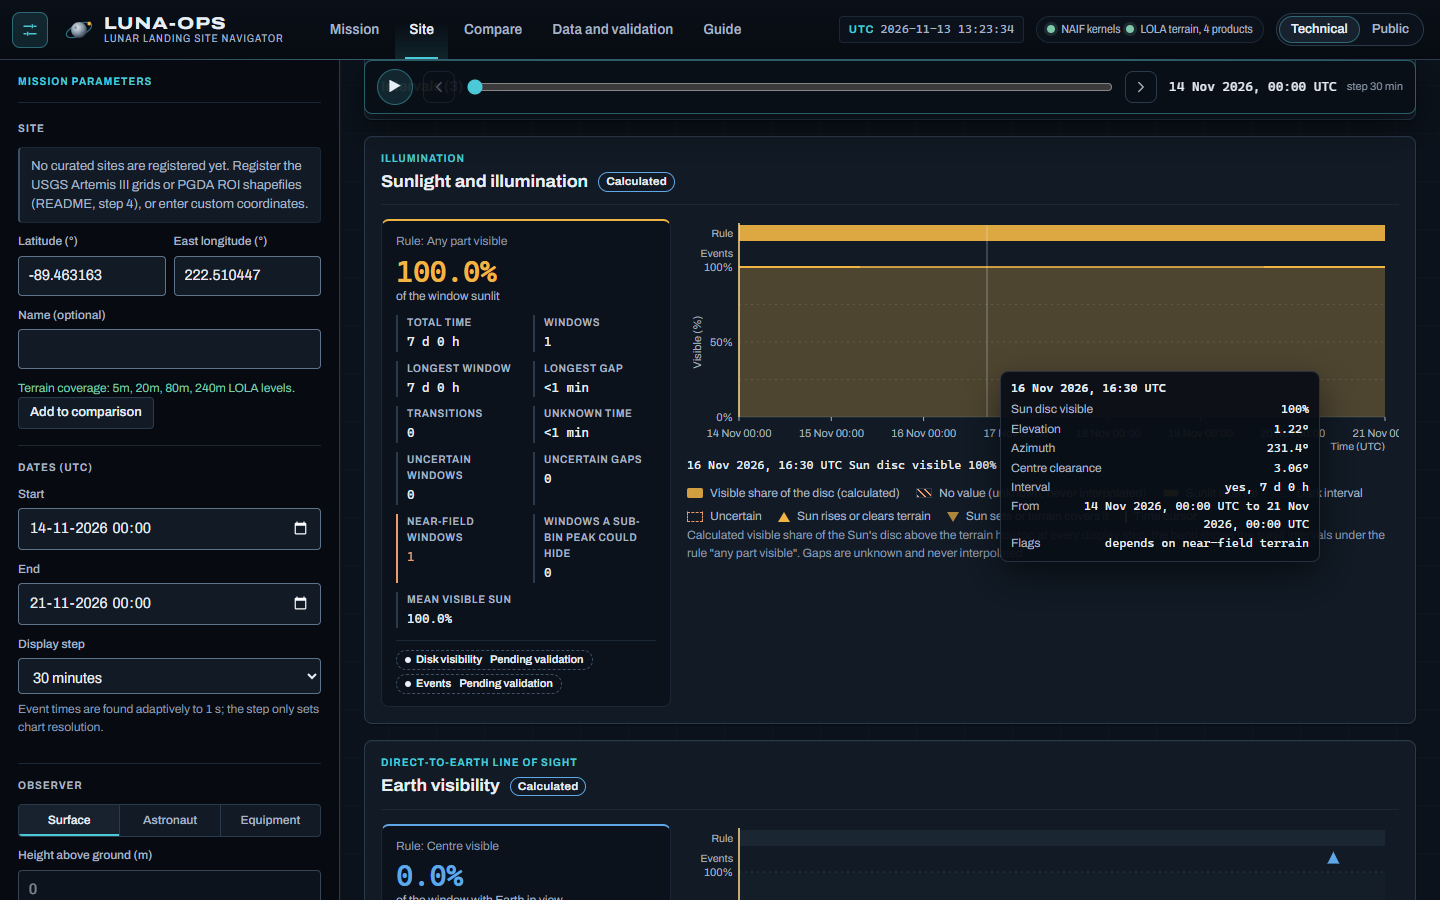 LUNA-OPS
LUNAR LANDING SITE NAVIGATOR
Mission
Site
Compare
Data and validation
Guide
UTC 2026-11-13 13:23:34
NAIF kernels
LOLA terrain, 4 products
Technical
Public
MISSION PARAMETERS
SITE
No curated sites are registered yet. Register the
USGS Artemis III grids or PGDA ROI shapefiles
(README, step 4), or enter custom coordinates.
Latitude (°)
East longitude (°)
-89.463163
222.510447
Name (optional)
Terrain coverage: 5m, 20m, 80m, 240m LOLA levels.
Add to comparison
DATES (UTC)
Start
14-11-2026 00:00
End
21-11-2026 00:00
Display step
30 minutes
Event times are found adaptively to 1 s; the step only sets
chart resolution.
OBSERVER
Surface
Astronaut
Equipment
Height above ground (m)
0
14 Nov 2026, 00:00 UTC
step 30 min
ILLUMINATION
Sunlight and illumination
Calculated
Rule: Any part visible
100.0%
of the window sunlit
TOTAL TIME
7 d 0 h
WINDOWS
1
LONGEST WINDOW
7 d 0 h
LONGEST GAP
<1 min
TRANSITIONS
0
UNKNOWN TIME
<1 min
UNCERTAIN
WINDOWS
0
UNCERTAIN GAPS
0
NEAR-FIELD
WINDOWS
1
WINDOWS A SUB-
BIN PEAK COULD
HIDE
0
MEAN VISIBLE SUN
100.0%
Disk visibility Pending validation
Events Pending validation
Rule
Events
100%
50%
0%
Visible (%)
14 Nov 00:00
15 Nov 00:00
16 Nov 00:00
17
21 Nov 00
Time (UTC)
16 Nov 2026, 16:30 UTC Sun disc visible 100%
Visible share of the disc (calculated)
No value
interval
Uncertain
Sun rises or clears terrain
Sun
Calculated visible share of the Sun's disc above the terrain
under the
rule "any part visible". Gaps are unknown and never
16 Nov 2026, 16:30 UTC
Sun disc visible 100%
Elevation 1.22°
Azimuth 231.4°
Centre clearance 3.06°
Interval yes, 7 d 0 h
From 14 Nov 2026, 00:00 UTC to 21 Nov
2026, 00:00 UTC
Flags depends on near-field terrain
DIRECT-TO-EARTH LINE OF SIGHT
Earth visibility
Calculated
Rule: Centre visible
0.0%
of the window with Earth in view
Rule
Events
100%